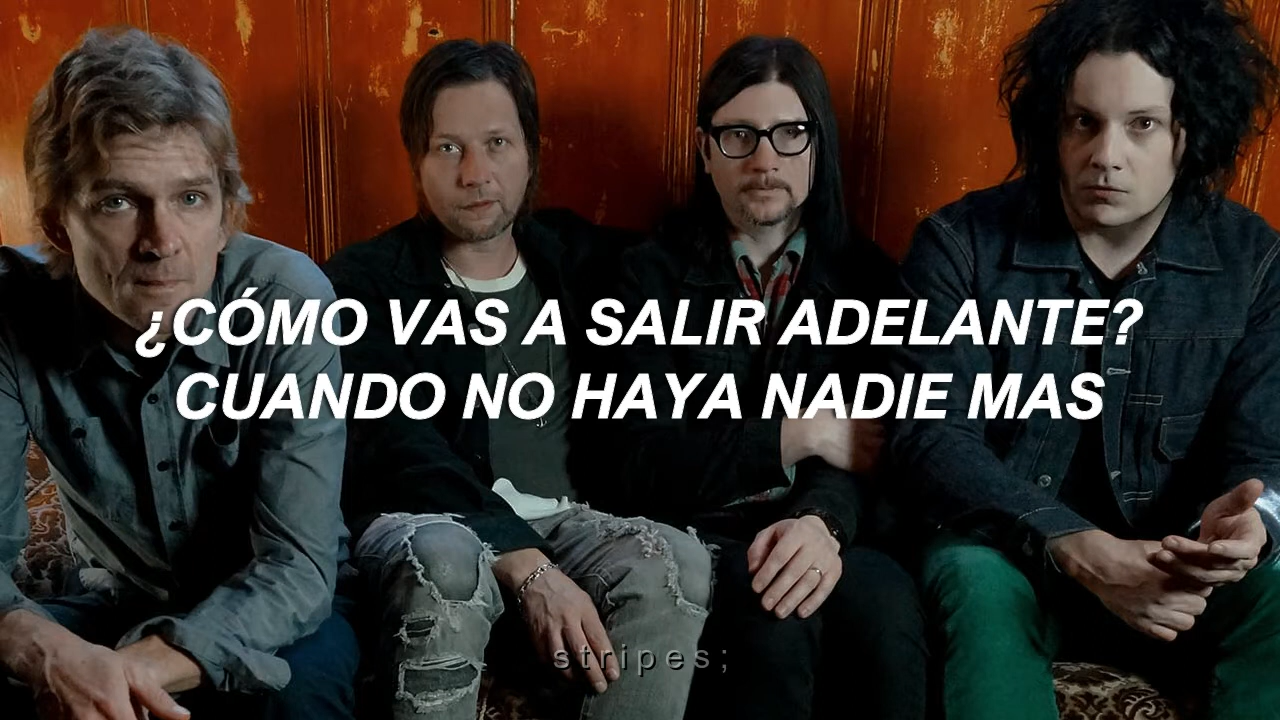 ¿CÓMO VAS A SALIR ADELANTE?
CUANDO NO HAYA NADIE MAS
stripes;